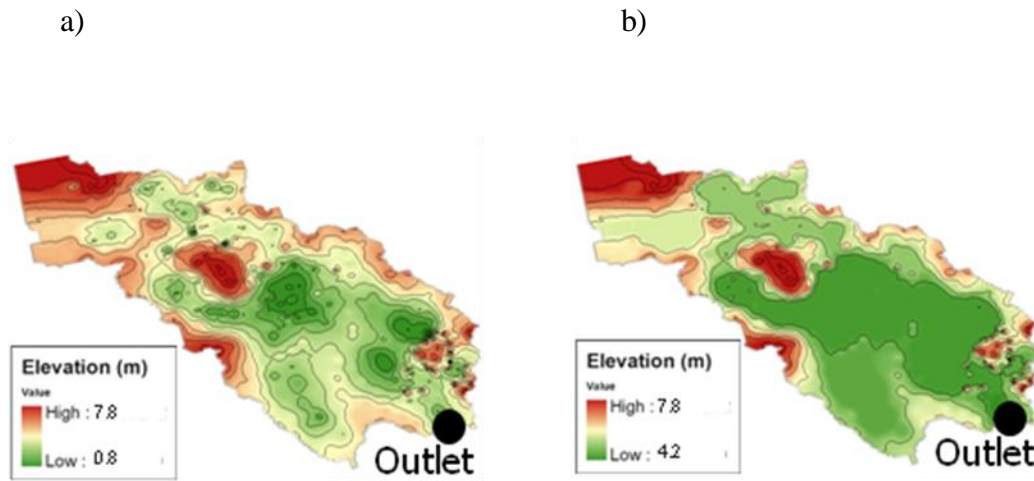 a)
b)
Elevation (m)
Value
High : 7.8
Low : 0.8
Outlet
Elevation (m)
Value
High : 7.8
Low : 4.2
Outlet